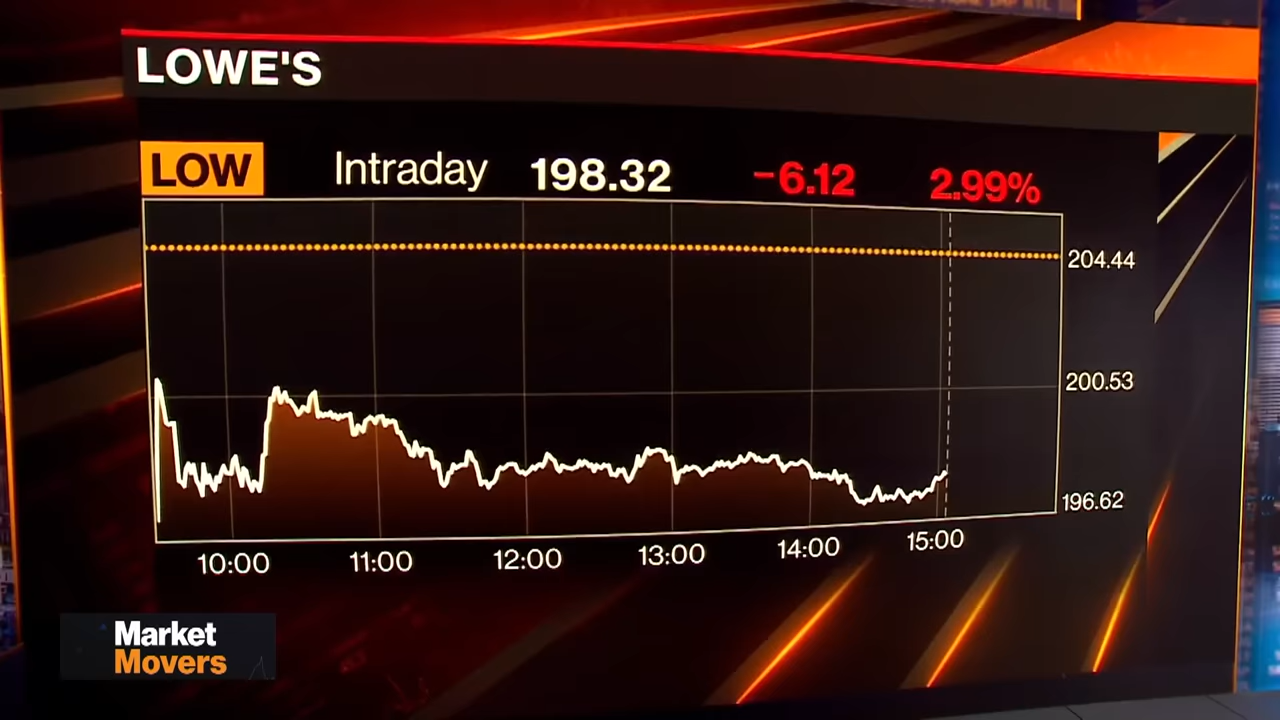 LOWE'S
LOW Intraday 198.32 -6.12 2.99%
204.44
200.53
196.62
10:00 11:00 12:00 13:00 14:00 15:00
Market
Movers